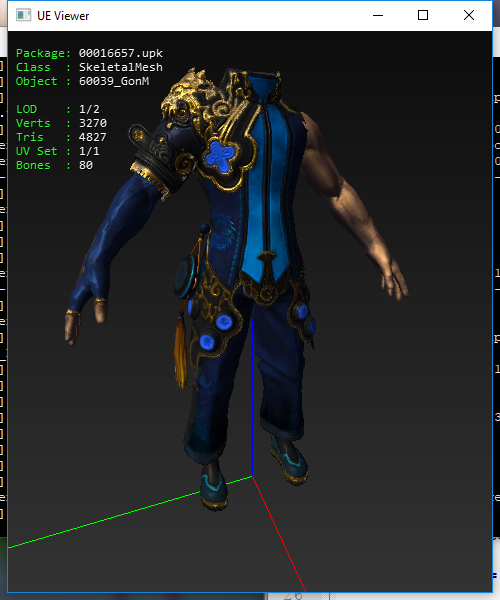 UE Viewer
Package: 00016657.upk
Class : SkeletalMesh
Object : 60039_GonM
LOD : 1/2
Verts : 3270
Tris : 4827
UV Set : 1/1
Bones : 80